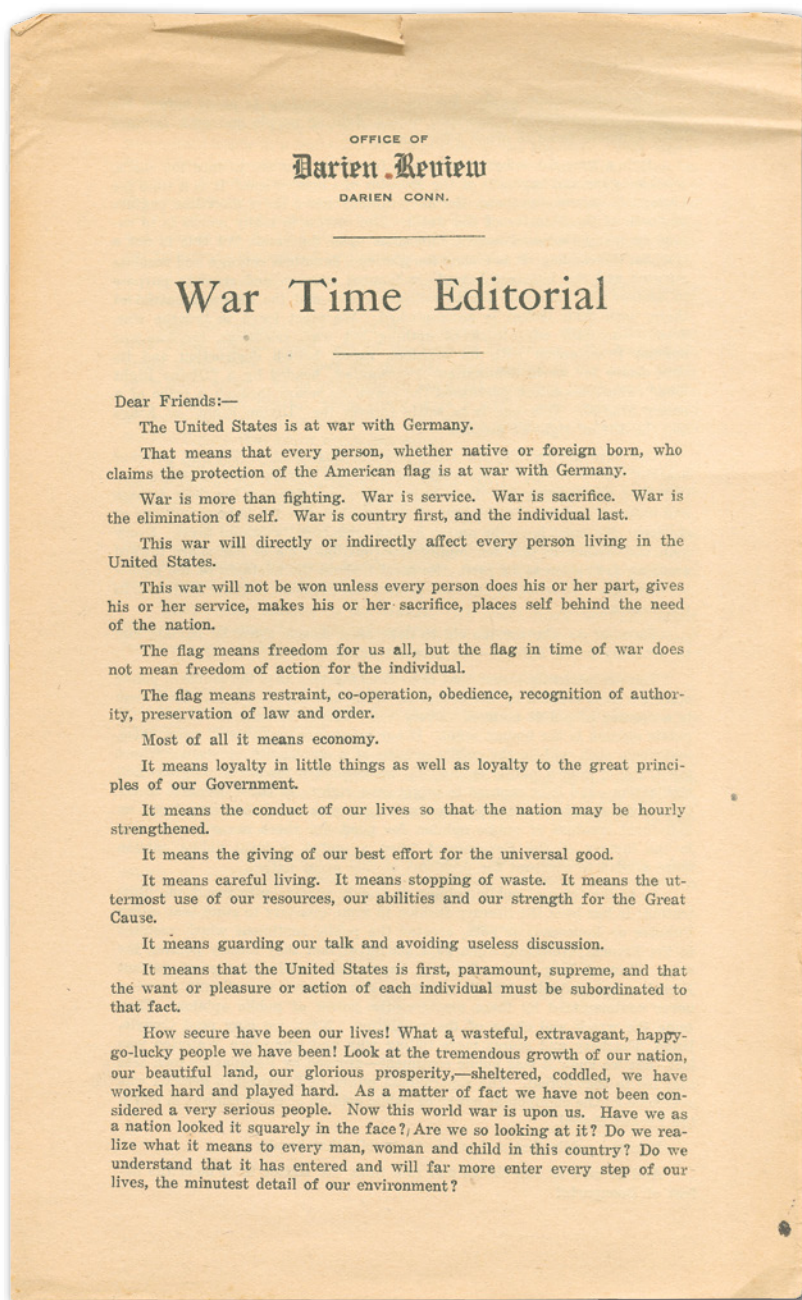 OFFICE OF
Darien Review
DARIEN CONN.
War Time Editorial
Dear Friends:—
The United States is at war with Germany.
That means that every person, whether native or foreign born, who
claims the protection of the American flag is at war with Germany.
War is more than fighting. War is service. War is sacrifice. War is
the elimination of self. War is country first, and the individual last.
This war will directly or indirectly affect every person living in the
United States.
This war will not be won unless every person does his or her part, gives
his or her service, makes his or her sacrifice, places self behind the need
of the nation.
The flag means freedom for us all, but the flag in time of war does
not mean freedom of action for the individual.
The flag means restraint, co-operation, obedience, recognition of author-
ity, preservation of law and order.
Most of all it means economy.
It means loyalty in little things as well as loyalty to the great princi-
ples of our Government.
It means the conduct of our lives so that the nation may be hourly
strengthened.
It means the giving of our best effort for the universal good.
It means careful living. It means stopping of waste. It means the ut-
termost use of our resources, our abilities and our strength for the Great
Cause.
It means guarding our talk and avoiding useless discussion.
It means that the United States is first, paramount, supreme, and that
the want or pleasure or action of each individual must be subordinated to
that fact.
How secure have been our lives! What a wasteful, extravagant, happy-
go-lucky people we have been! Look at the tremendous growth of our nation,
our beautiful land, our glorious prosperity,—sheltered, coddled, we have
worked hard and played hard. As a matter of fact we have not been con-
sidered a very serious people. Now this world war is upon us. Have we as
a nation looked it squarely in the face? Are we so looking at it? Do we rea-
lize what it means to every man, woman and child in this country? Do we
understand that it has entered and will far more enter every step of our
lives, the minutest detail of our environment?